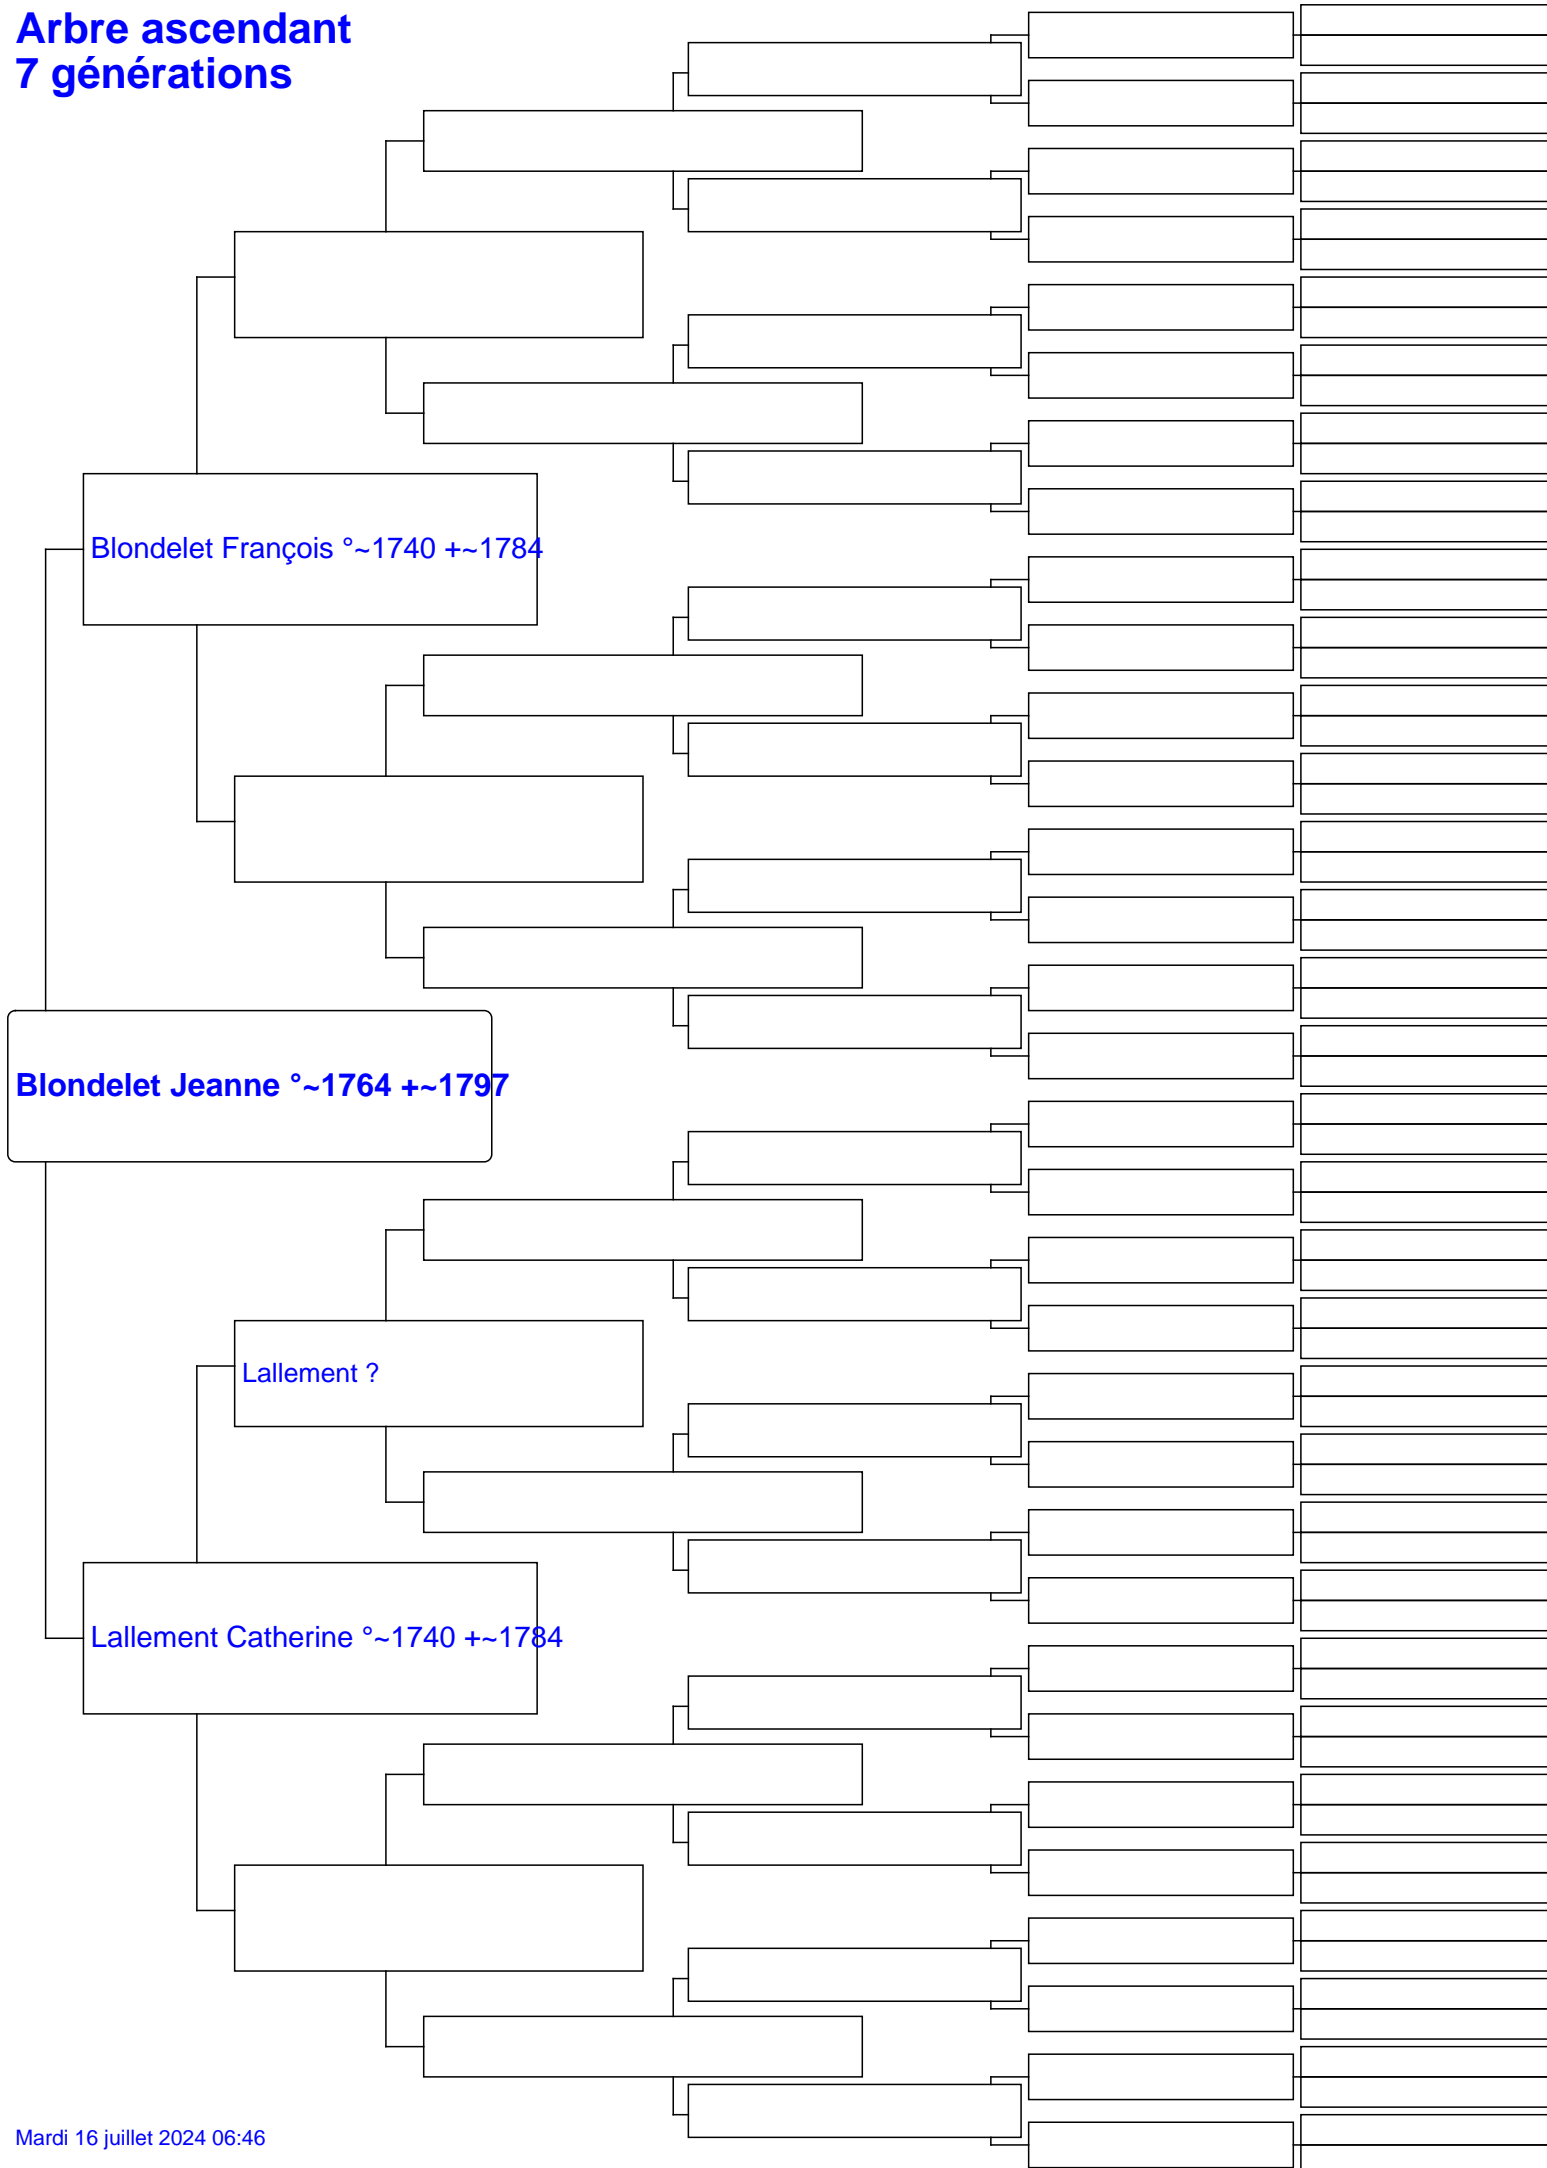 Arbre ascendant
7 générations
Blondelet François °~1740 +~1784
Blondelet Jeanne °~1764 +~1797
Lallement ?
Lallement Catherine °~1740 +~1784
Mardi 16 juillet 2024 06:46